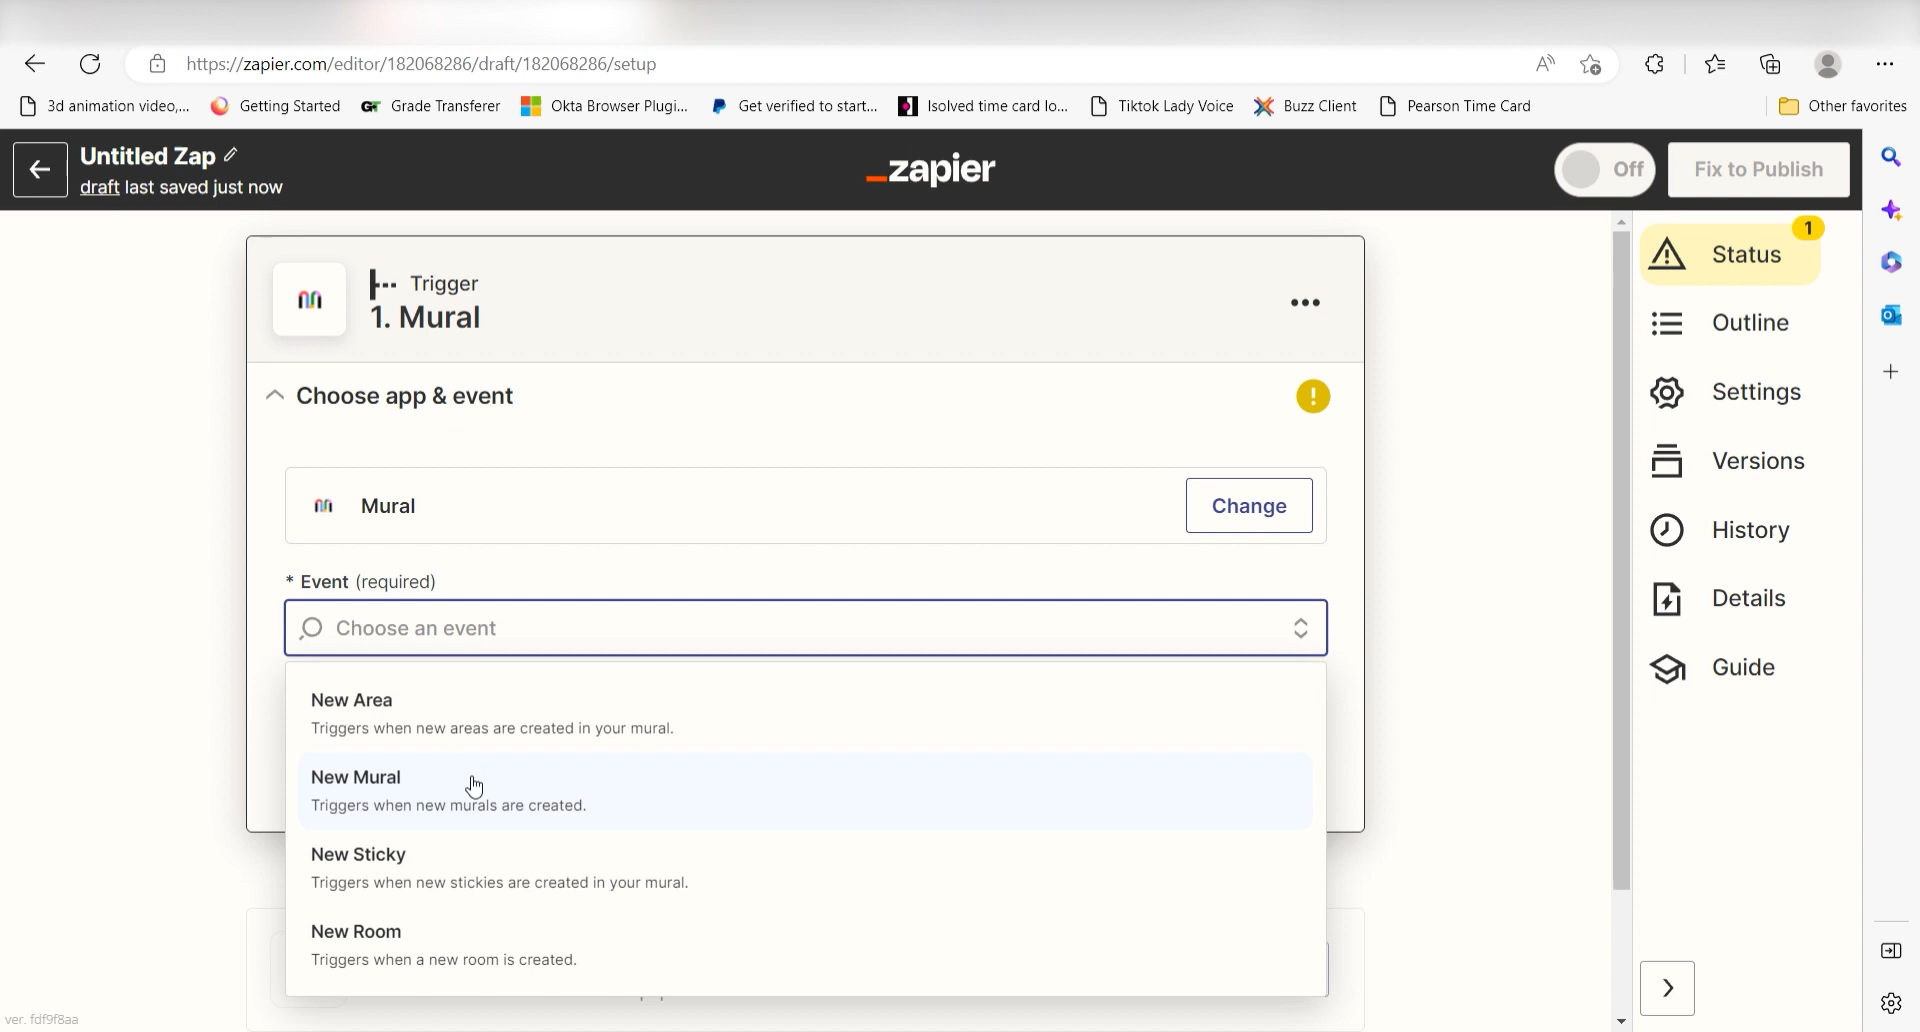 https://zapier.com/editor/182068286/draft/182068286/setup
3d animation video,... Getting Started GT Grade Transferer Okta Browser Plugi... Get verified to start... Isolved time card lo... Tiktok Lady Voice Buzz Client Pearson Time Card Other favorites
Untitled Zap
draft last saved just now
_zapier
Off
Fix to Publish
1
Status
Outline
Settings
Versions
History
Details
Guide
Trigger
1. Mural
Choose app & event
Mural
Change
* Event (required)
Choose an event
New Area
Triggers when new areas are created in your mural.
New Mural
Triggers when new murals are created.
New Sticky
Triggers when new stickies are created in your mural.
New Room
Triggers when a new room is created.
ver. fdf9f8aa